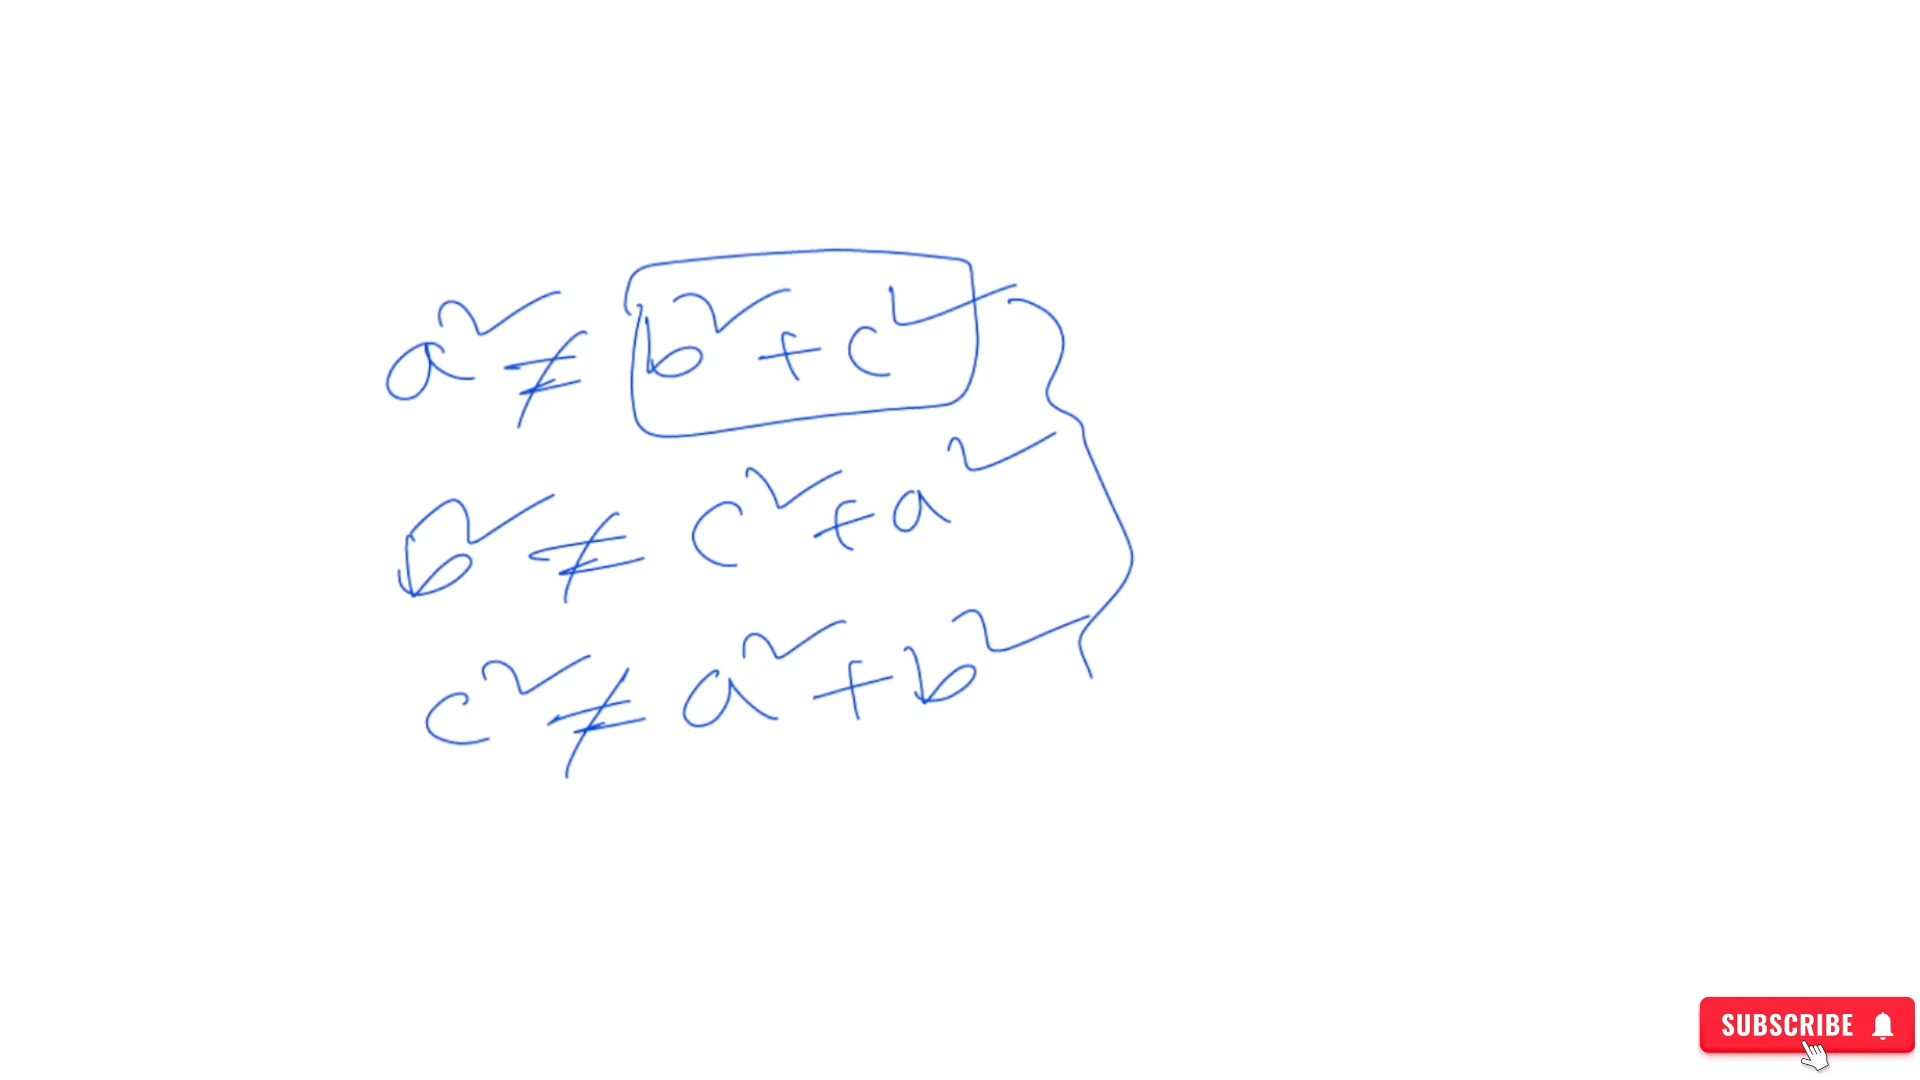 a² ≠ b² + c²
b² ≠ c² + a²
c² ≠ a² + b²
SUBSCRIBE